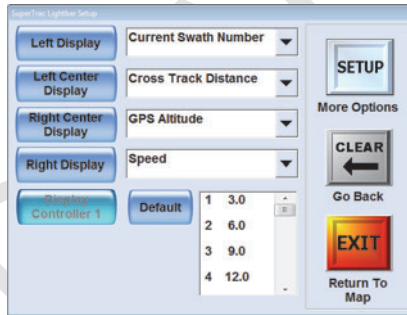 SuperTrac Lightbar Setup
Left Display
Current Swath Number
Left Center
Display
Cross Track Distance
Right Center
Display
GPS Altitude
Right Display
Speed
Display
Controller 1
Default
1 3.0
2 6.0
3 9.0
4 12.0
SETUP
More Options
CLEAR
Go Back
EXIT
Return To
Map